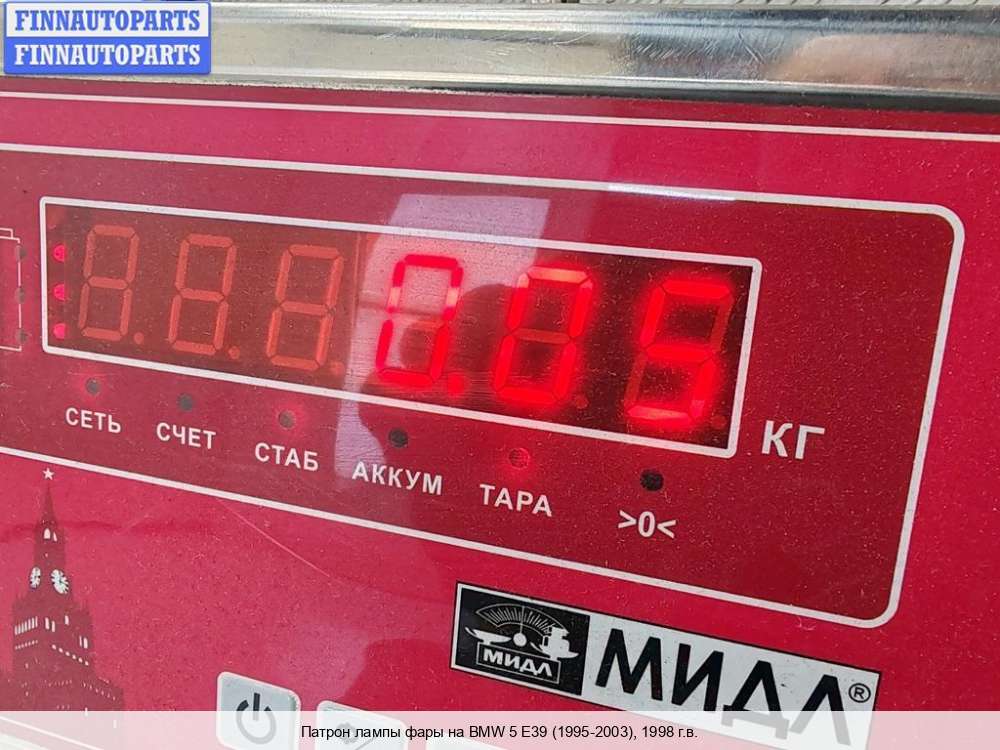 FINNAUTOPARTS
FINNAUTOPARTS
0.05
КГ
СЕТЬ СЧЕТ СТАБ АККУМ ТАРА >0<
МИДЛ
МИДЛ®
Патрон лампы фары на BMW 5 E39 (1995-2003), 1998 г.в.